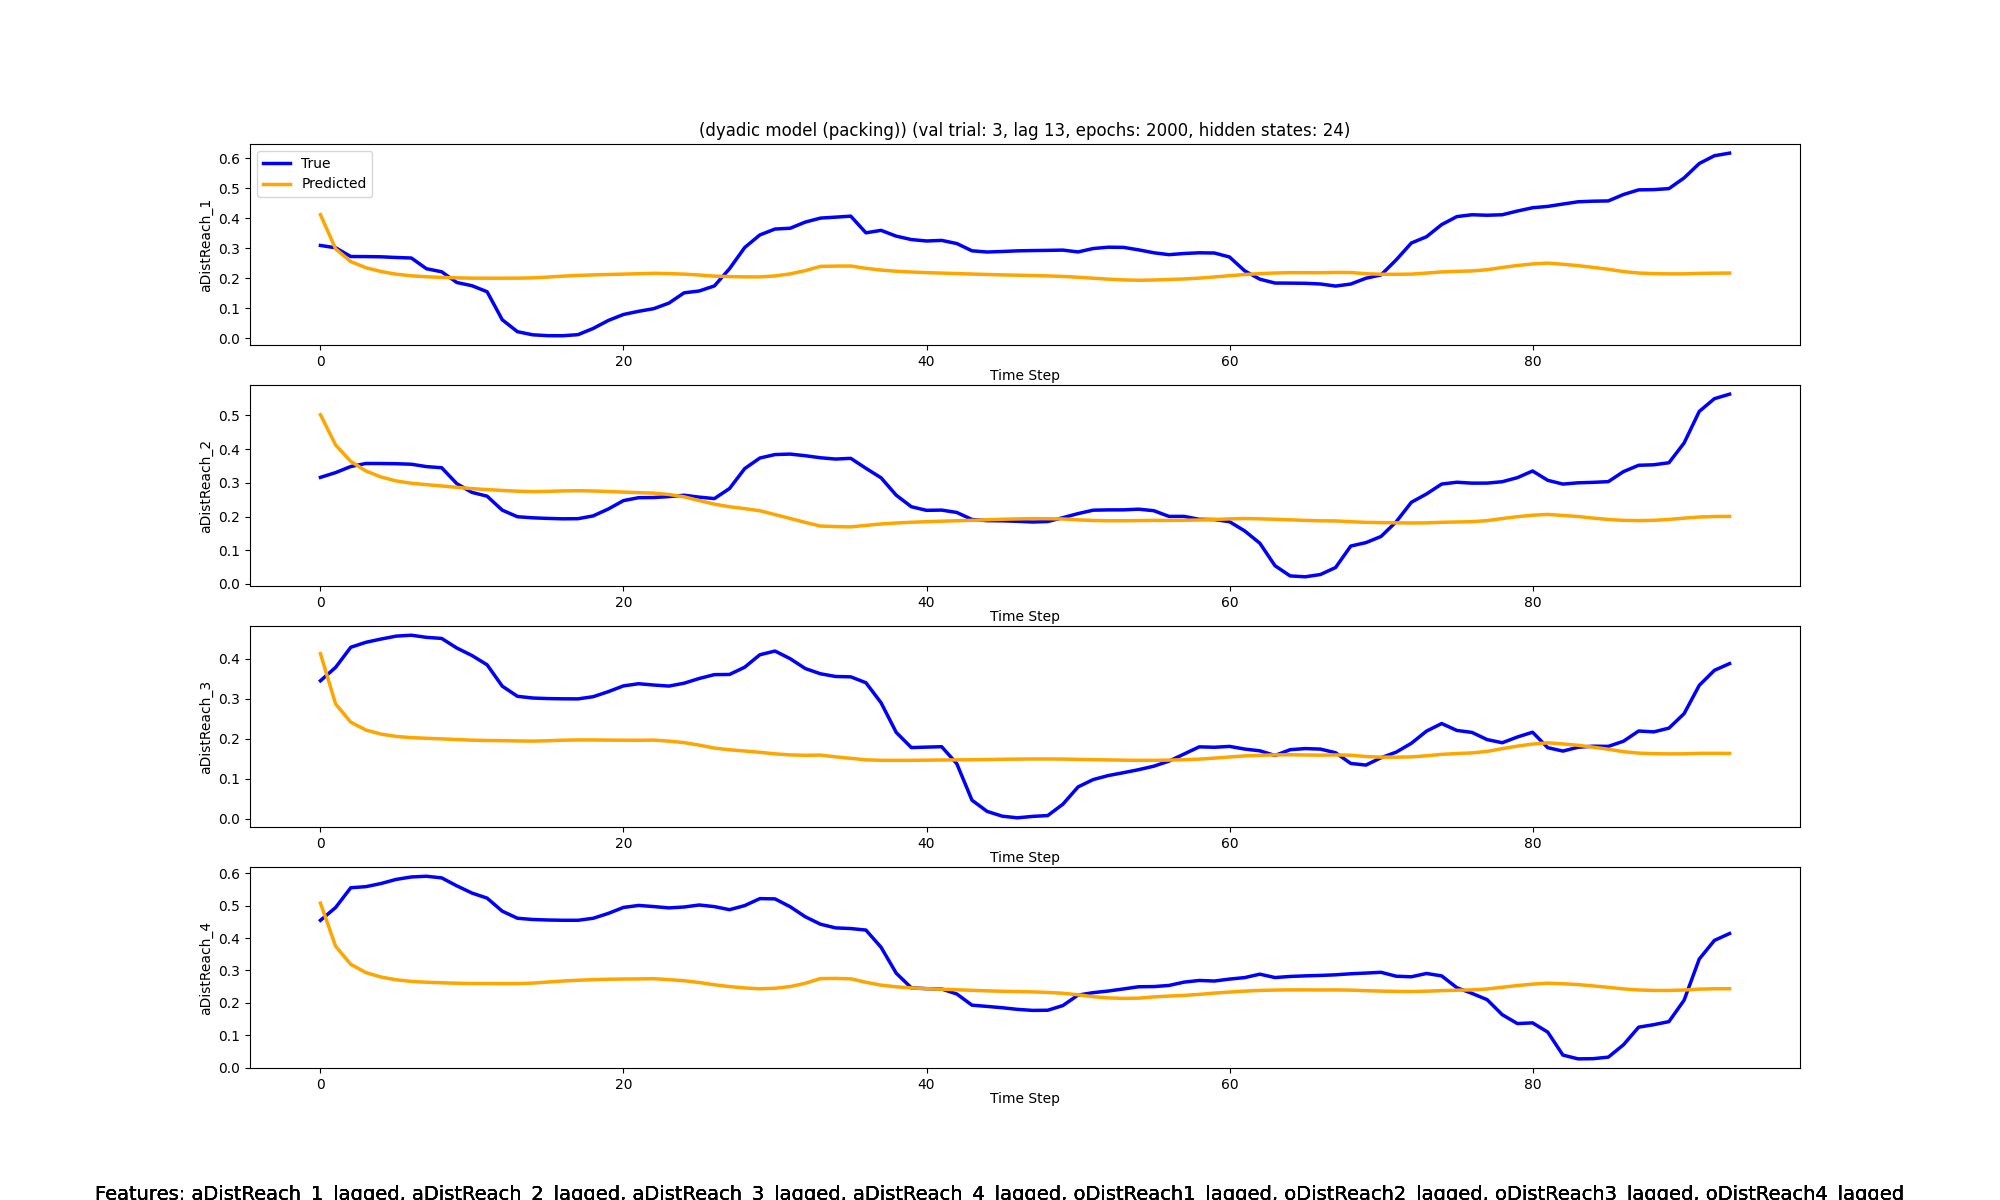 (dyadic model (packing)) (val trial: 3, lag 13, epochs: 2000, hidden states: 24)
True
Predicted
aDistReach_1
0.6
0.5
0.4
0.3
0.2
0.1
0.0
0 20 40 60 80
Time Step
aDistReach_2
0.5
0.4
0.3
0.2
0.1
0.0
0 20 40 60 80
Time Step
aDistReach_3
0.4
0.3
0.2
0.1
0.0
0 20 40 60 80
Time Step
aDistReach_4
0.6
0.5
0.4
0.3
0.2
0.1
0.0
0 20 40 60 80
Time Step
Features: aDistReach_1_lagged, aDistReach_2_lagged, aDistReach_3_lagged, aDistReach_4_lagged, oDistReach1_lagged, oDistReach2_lagged, oDistReach3_lagged, oDistReach4_lagged